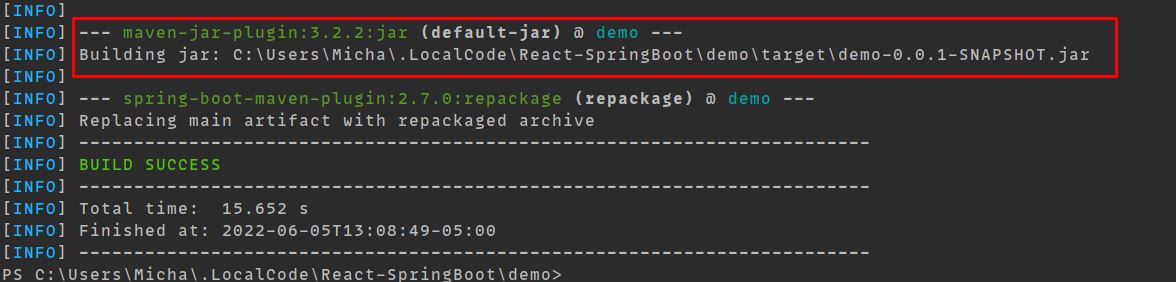 [INFO]
[INFO] --- maven-jar-plugin:3.2.2:jar (default-jar) @ demo ---
[INFO] Building jar: C:\Users\Micha\.LocalCode\React-SpringBoot\demo\target\demo-0.0.1-SNAPSHOT.jar
[INFO]
[INFO] --- spring-boot-maven-plugin:2.7.0:repackage (repackage) @ demo ---
[INFO] Replacing main artifact with repackaged archive
[INFO] ------------------------------------------------------------------------
[INFO] BUILD SUCCESS
[INFO] ------------------------------------------------------------------------
[INFO] Total time:  15.652 s
[INFO] Finished at: 2022-06-05T13:08:49-05:00
[INFO] ------------------------------------------------------------------------
PS C:\Users\Micha\.LocalCode\React-SpringBoot\demo>